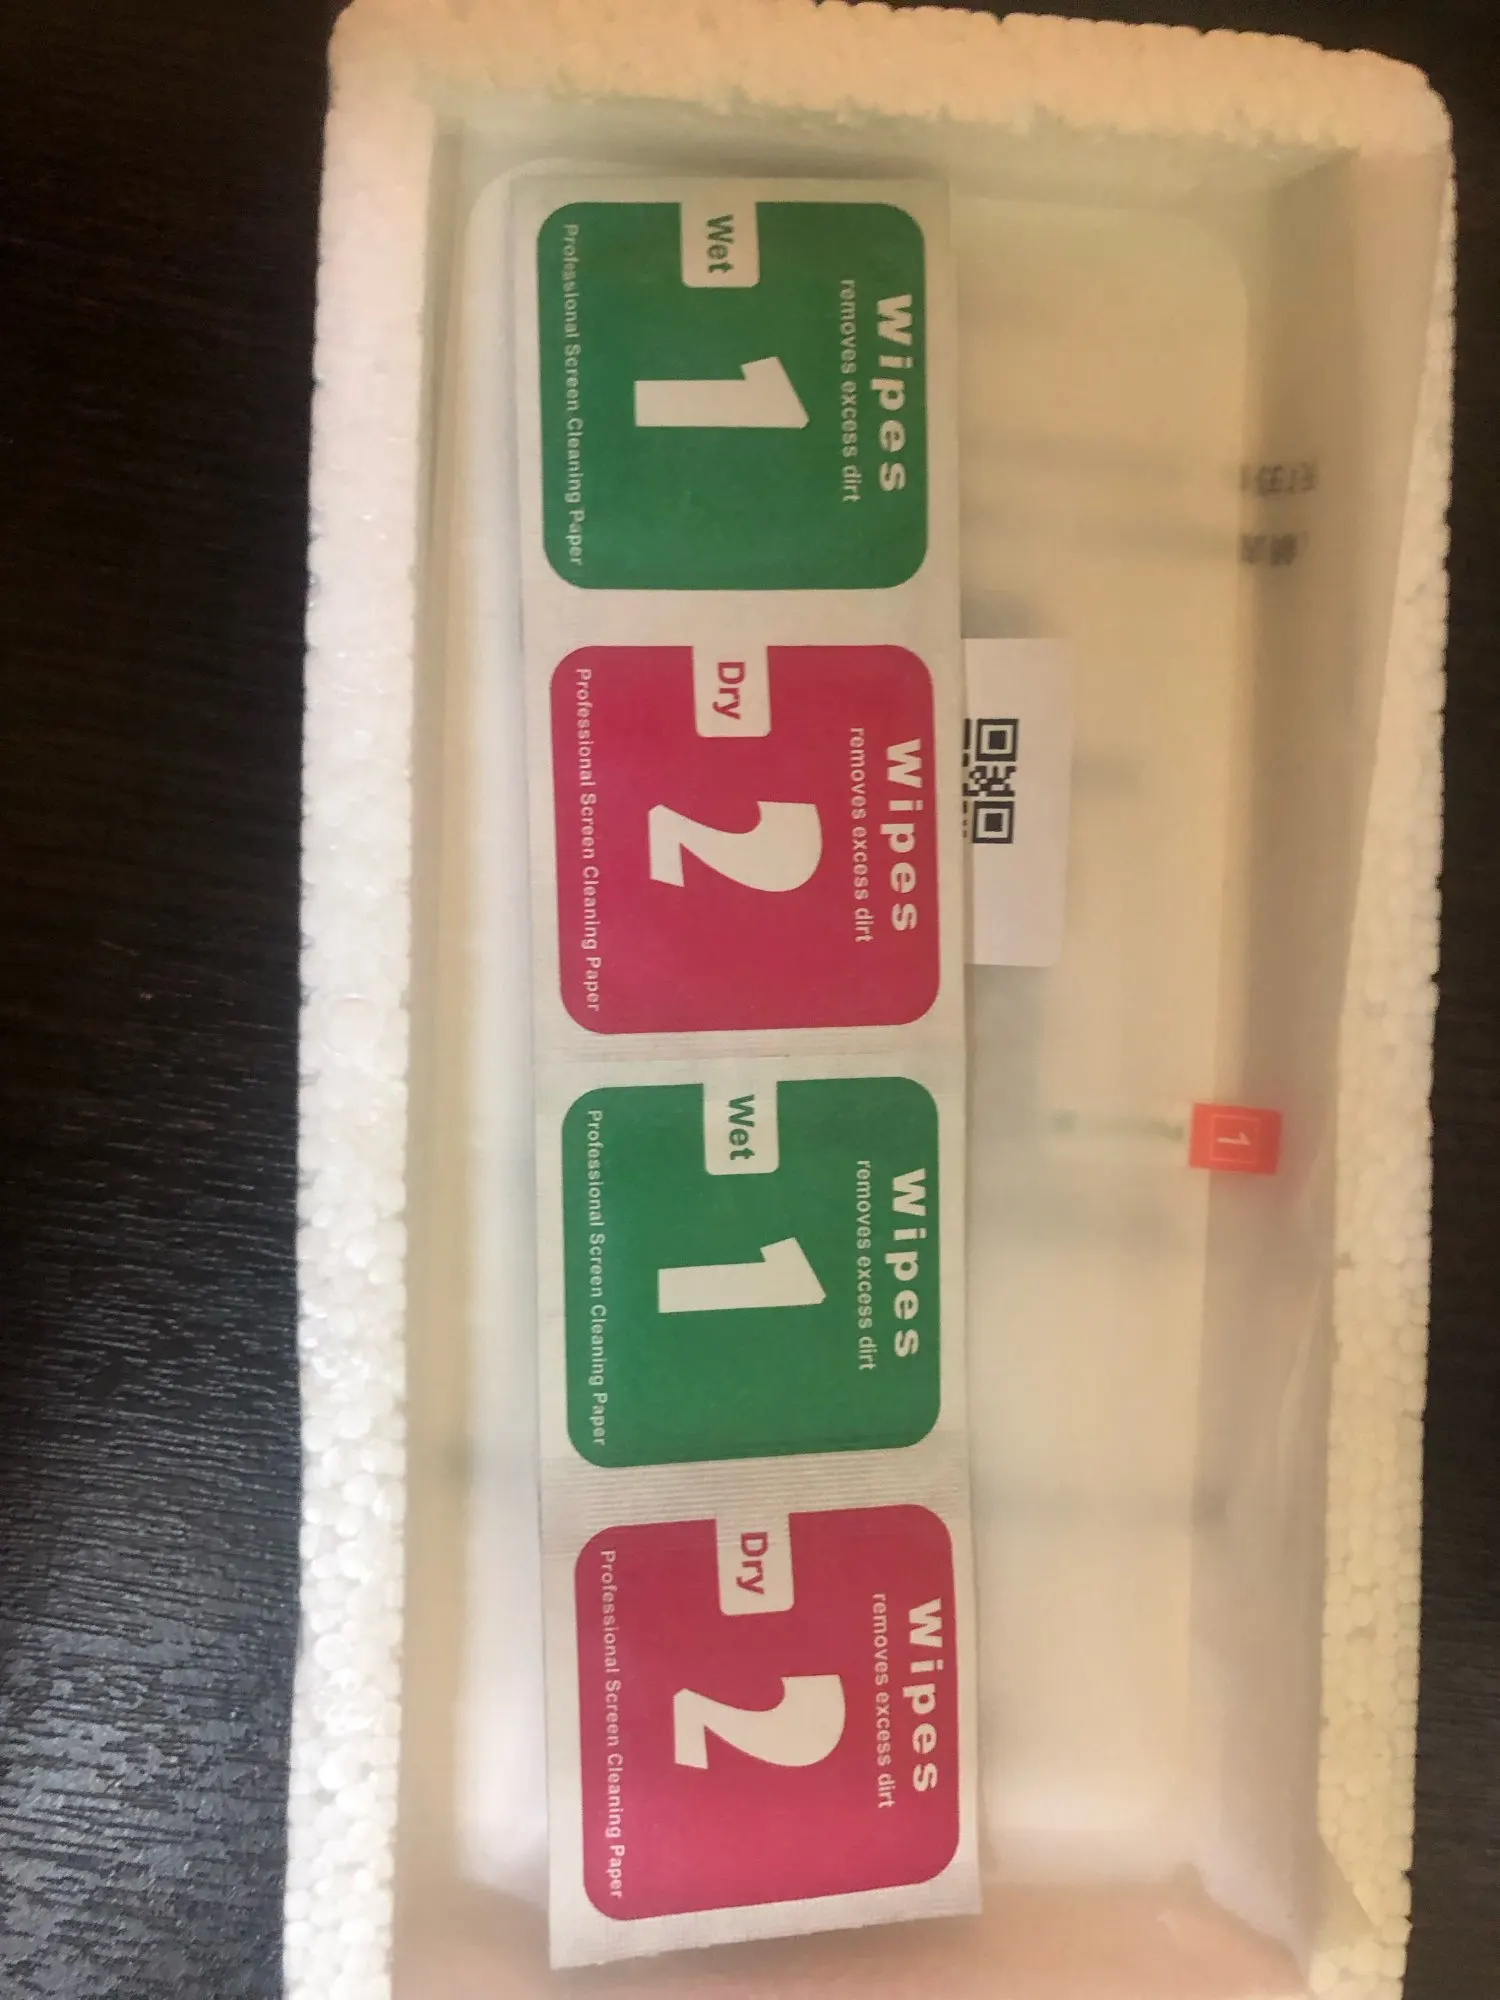 Wipes
removes excess dirt
1
Wet
Professional Screen Cleaning Paper
Wipes
removes excess dirt
2
Dry
Professional Screen Cleaning Paper
Wipes
removes excess dirt
1
Wet
Professional Screen Cleaning Paper
Wipes
removes excess dirt
2
Dry
Professional Screen Cleaning Paper
1